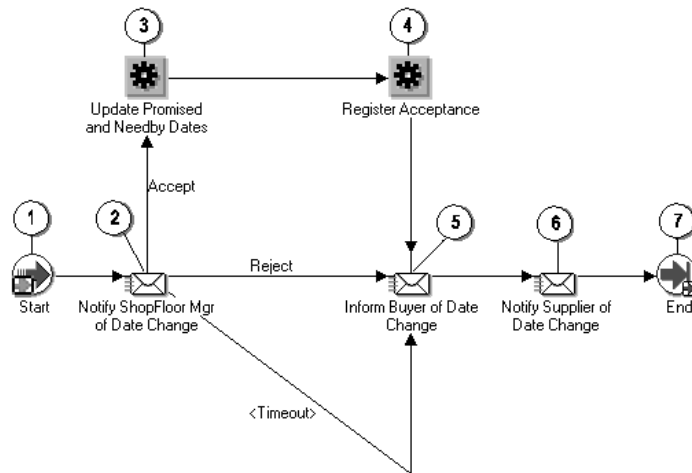 3
4
Update Promised
and Needby Dates
Register Acceptance
Accept
1
2
5
6
7
Reject
Start
Notify ShopFloor Mgr
of Date Change
Inform Buyer of Date
Change
Notify Supplier of
Date Change
End
<Timeout>